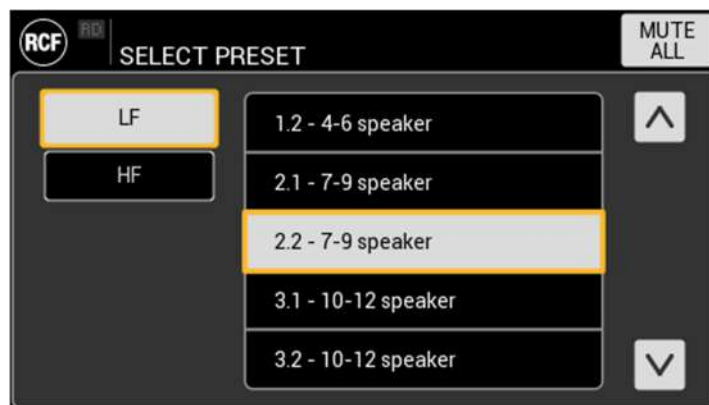 RCF RD SELECT PRESET MUTE ALL
LF
HF
1.2 - 4-6 speaker
2.1 - 7-9 speaker
2.2 - 7-9 speaker
3.1 - 10-12 speaker
3.2 - 10-12 speaker